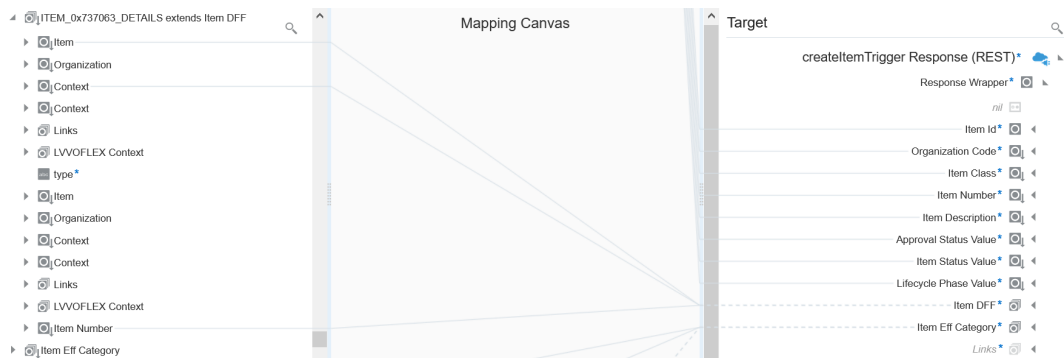 ITEM_0x737063_DETAILS extends Item DFF
Item
Organization
Context
Context
Links
LVVOFLEX Context
type*
Item
Organization
Context
Context
Links
LVVOFLEX Context
Item Number
Item Eff Category
Mapping Canvas
Target
createItemTrigger Response (REST)*
Response Wrapper*
nil
Item Id*
Organization Code*
Item Class*
Item Number*
Item Description*
Approval Status Value*
Item Status Value*
Lifecycle Phase Value*
Item DFF*
Item Eff Category*
Links*